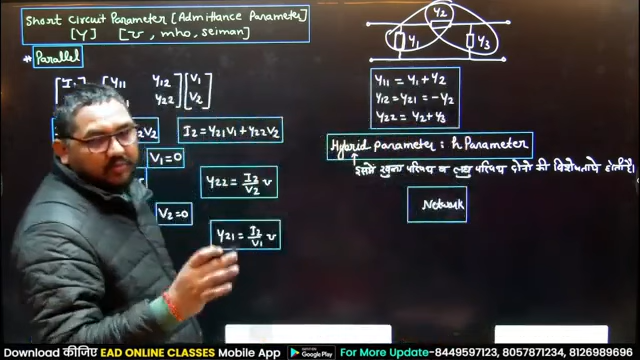 Short Circuit Parameter [Admittance Parameter]
[Y] [℧, mho, seiman]
* Parallel
Y11 Y12 V1
Y22 V2
V2 I2 = Y21V1 + Y22V2
V1 = 0
Y22 = I2/V2 ℧
V2 = 0
Y21 = I2/V1 ℧
Y2
Y1
Y3
Y11 = Y1 + Y2
Y12 = Y21 = -Y2
Y22 = Y2 + Y3
Hybrid parameter : h Parameter
इसमें खुला परिपथ व लघु परिपथ दोनो की विशेषताएँ होती है।
Network
Download कीजिए EAD ONLINE CLASSES Mobile App Google Play For More Update-8449597123, 8057871234, 8126989696